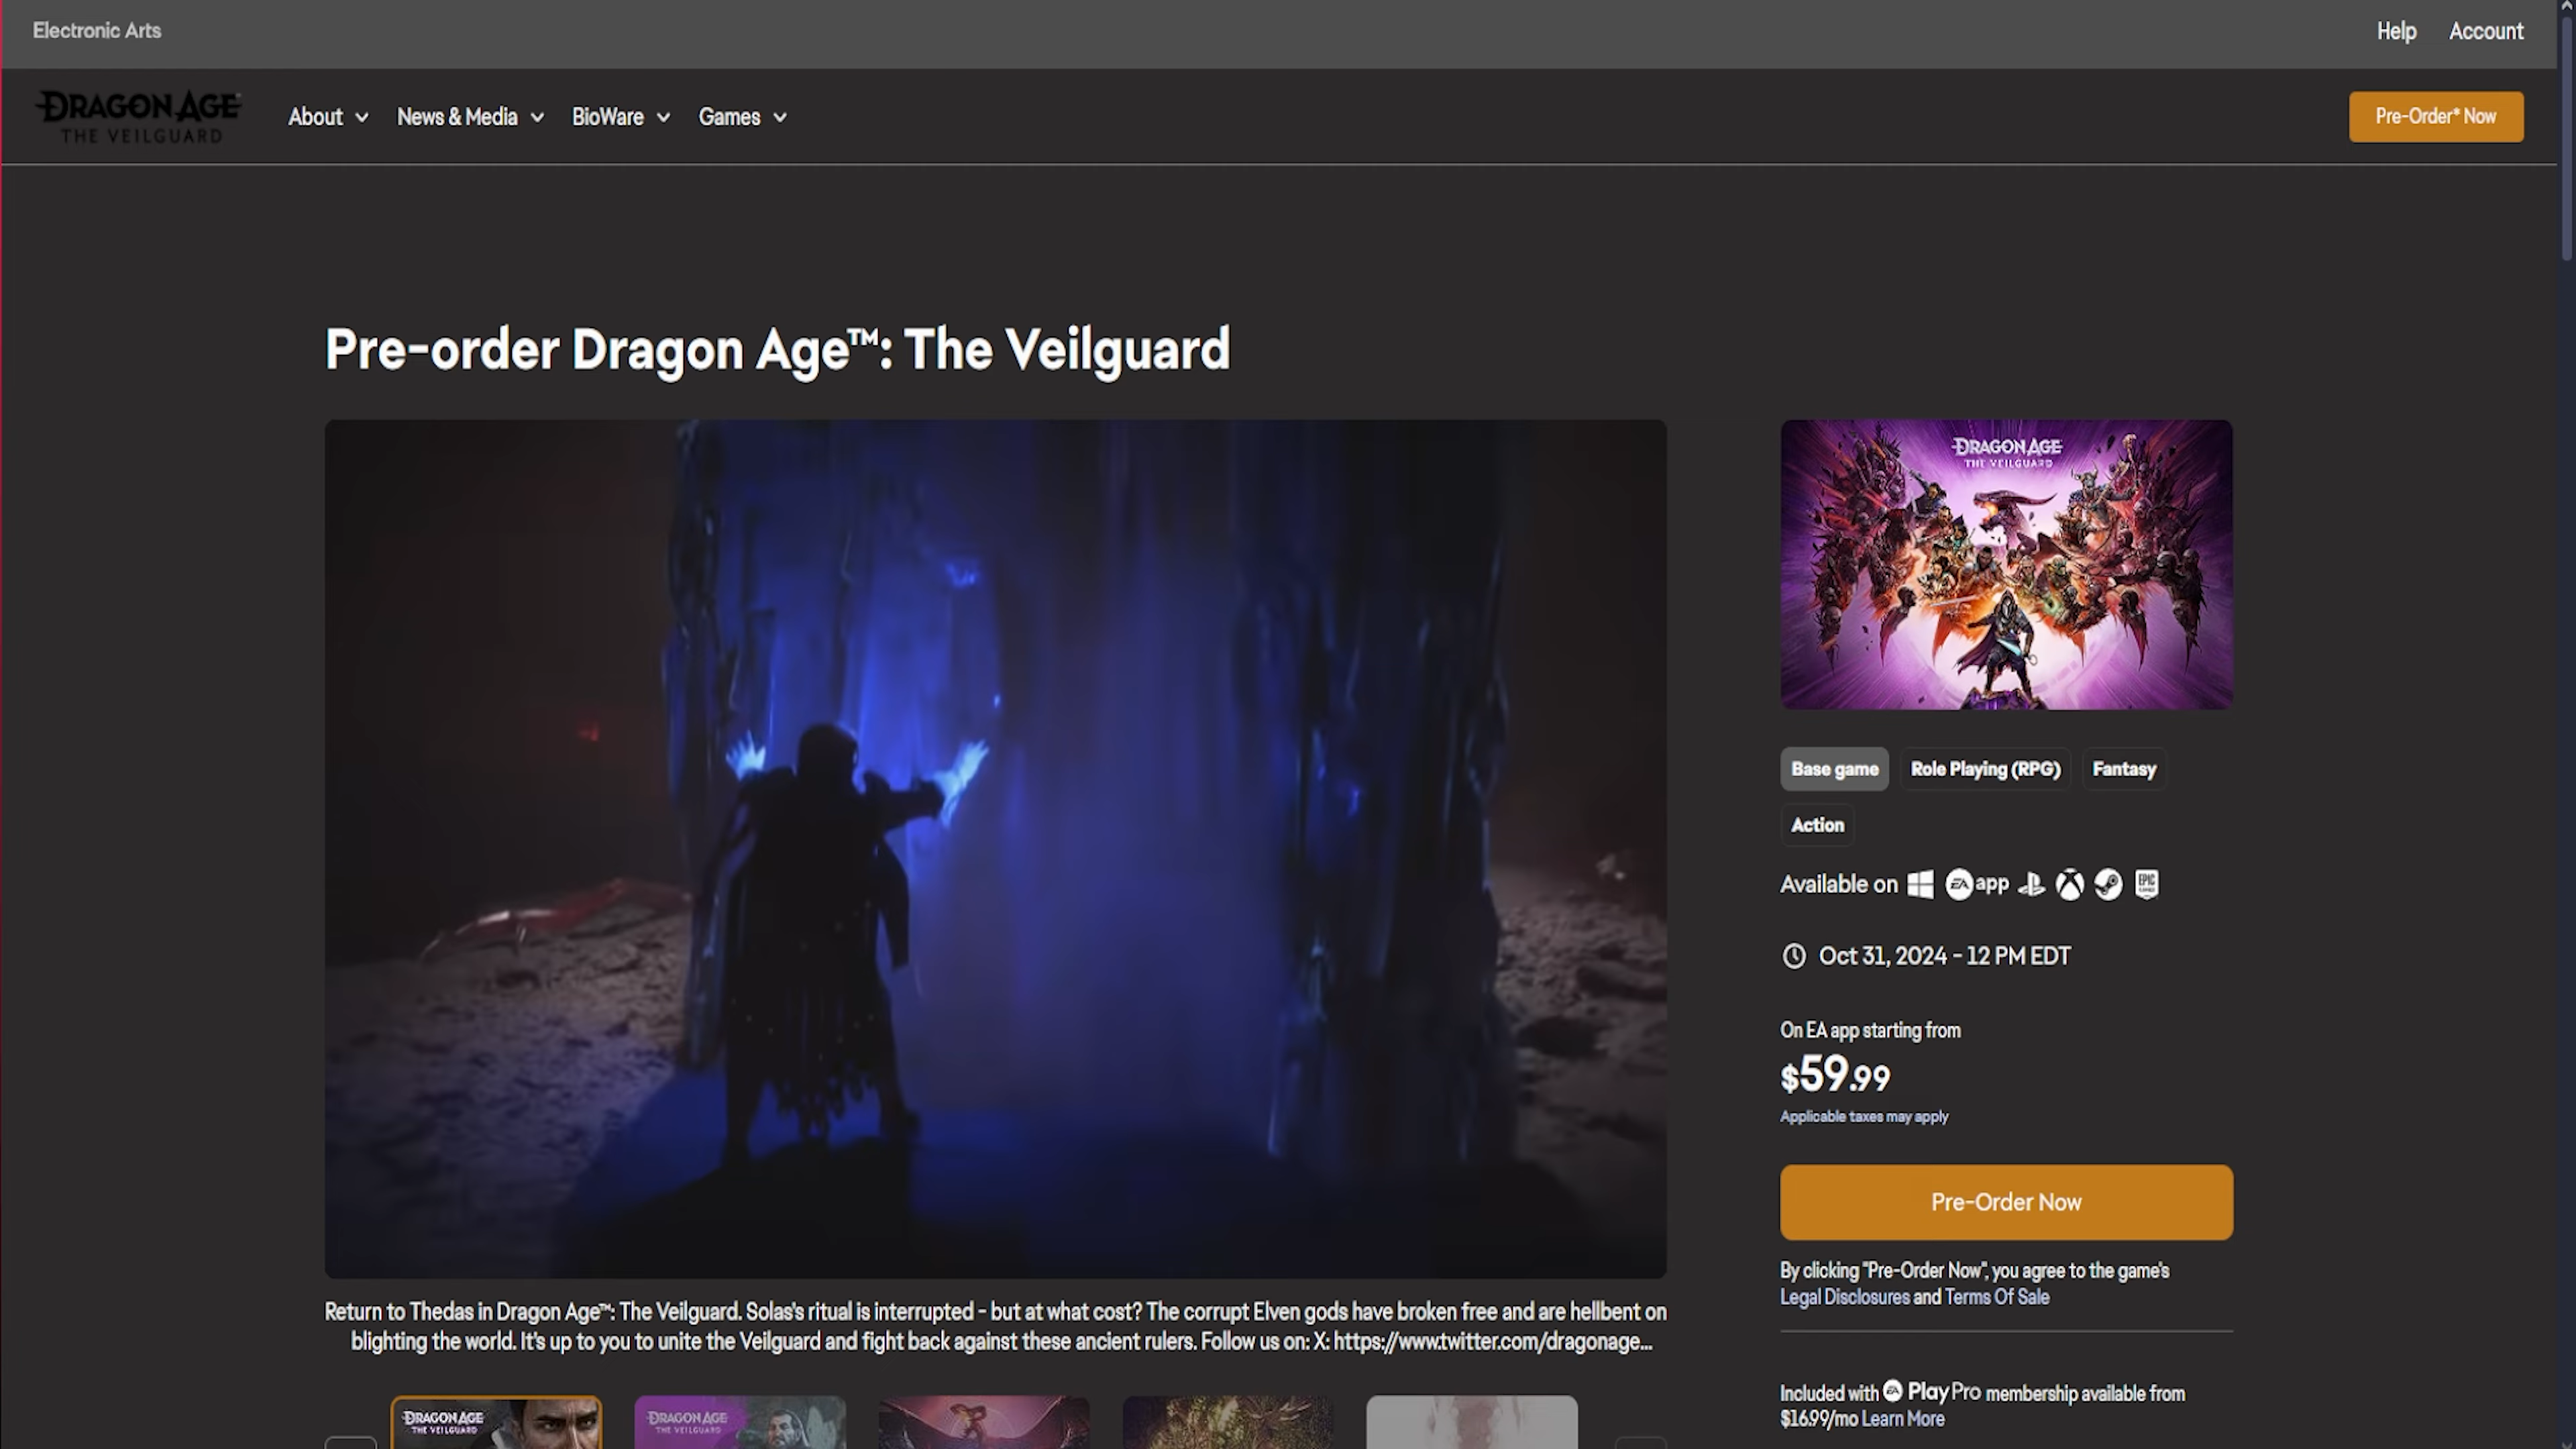 Electronic Arts
Help
Account
DRAGON AGE
THE VEILGUARD
About
News & Media
BioWare
Games
Pre-Order* Now
Pre-order Dragon Age™: The Veilguard
DRAGON AGE
THE VEILGUARD
Base game
Role Playing (RPG)
Fantasy
Action
Available on
EA app
EPIC
GAMES
Oct 31, 2024 - 12 PM EDT
On EA app starting from
$59.99
Applicable taxes may apply
Pre-Order Now
By clicking "Pre-Order Now", you agree to the game's
Legal Disclosures and Terms Of Sale
Included with EA Play Pro membership available from
$16.99/mo Learn More
Return to Thedas in Dragon Age™: The Veilguard. Solas's ritual is interrupted - but at what cost? The corrupt Elven gods have broken free and are hellbent on
blighting the world. It's up to you to unite the Veilguard and fight back against these ancient rulers. Follow us on: X: https://www.twitter.com/dragonage...
DRAGON AGE
THE VEILGUARD
DRAGON AGE
THE VEILGUARD